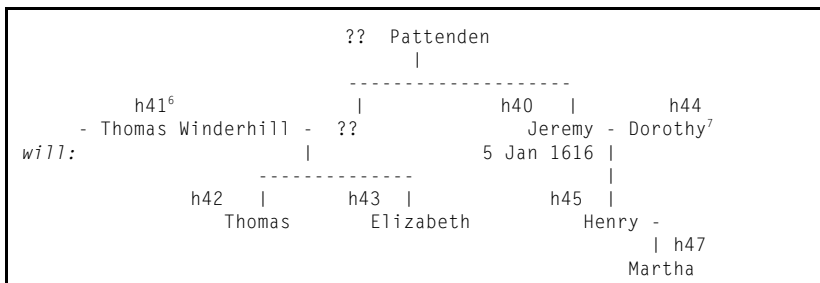 ?? Pattenden
|
- - - - - - - - - - - - - - - - - - - -
h41⁶ | h40 | h44
- Thomas Winderhill - ?? Jeremy - Dorothy⁷
will: | 5 Jan 1616 |
- - - - - - - - - - - - - - |
h42 | h43 | h45 |
Thomas Elizabeth Henry -
| h47
Martha